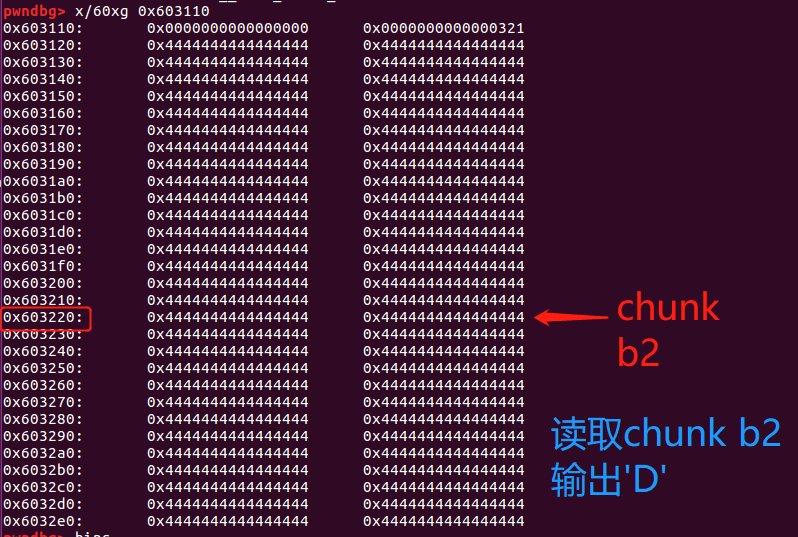 pwndbg> x/60xg 0x603110
0x603110: 0x0000000000000000 0x0000000000000321
0x603120: 0x4444444444444444 0x4444444444444444
0x603130: 0x4444444444444444 0x4444444444444444
0x603140: 0x4444444444444444 0x4444444444444444
0x603150: 0x4444444444444444 0x4444444444444444
0x603160: 0x4444444444444444 0x4444444444444444
0x603170: 0x4444444444444444 0x4444444444444444
0x603180: 0x4444444444444444 0x4444444444444444
0x603190: 0x4444444444444444 0x4444444444444444
0x6031a0: 0x4444444444444444 0x4444444444444444
0x6031b0: 0x4444444444444444 0x4444444444444444
0x6031c0: 0x4444444444444444 0x4444444444444444
0x6031d0: 0x4444444444444444 0x4444444444444444
0x6031e0: 0x4444444444444444 0x4444444444444444
0x6031f0: 0x4444444444444444 0x4444444444444444
0x603200: 0x4444444444444444 0x4444444444444444
0x603210: 0x4444444444444444 0x4444444444444444
0x603220: 0x4444444444444444 0x4444444444444444
0x603230: 0x4444444444444444 0x4444444444444444
0x603240: 0x4444444444444444 0x4444444444444444
0x603250: 0x4444444444444444 0x4444444444444444
0x603260: 0x4444444444444444 0x4444444444444444
0x603270: 0x4444444444444444 0x4444444444444444
0x603280: 0x4444444444444444 0x4444444444444444
0x603290: 0x4444444444444444 0x4444444444444444
0x6032a0: 0x4444444444444444 0x4444444444444444
0x6032b0: 0x4444444444444444 0x4444444444444444
0x6032c0: 0x4444444444444444 0x4444444444444444
0x6032d0: 0x4444444444444444 0x4444444444444444
0x6032e0: 0x4444444444444444 0x4444444444444444
pwndbg> bins
chunk
b2
读取chunk b2
输出'D'